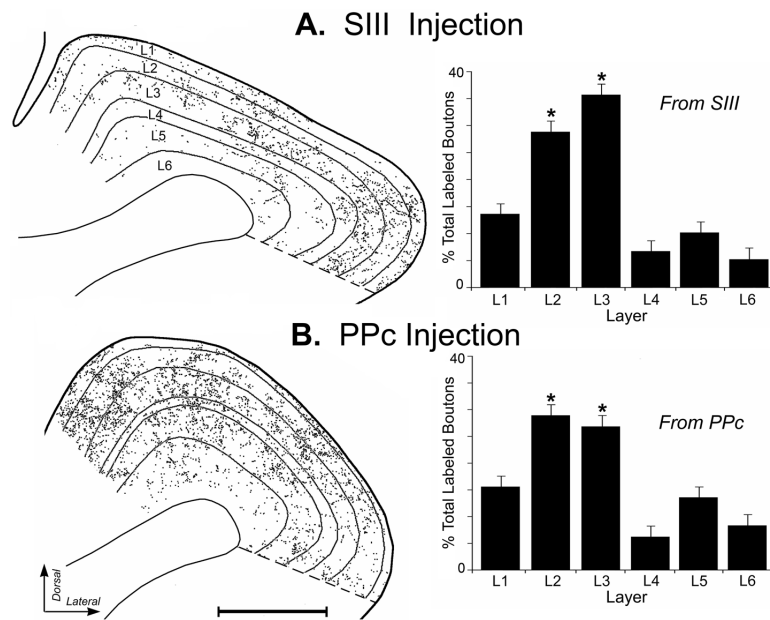 A. SIII Injection
L1
L2
L3
L4
L5
L6
40
% Total Labeled Boutons
0
* *
From SIII
L1 L2 L3 L4 L5 L6
Layer
B. PPc Injection
40
% Total Labeled Boutons
0
* *
From PPc
L1 L2 L3 L4 L5 L6
Layer
Dorsal
Lateral